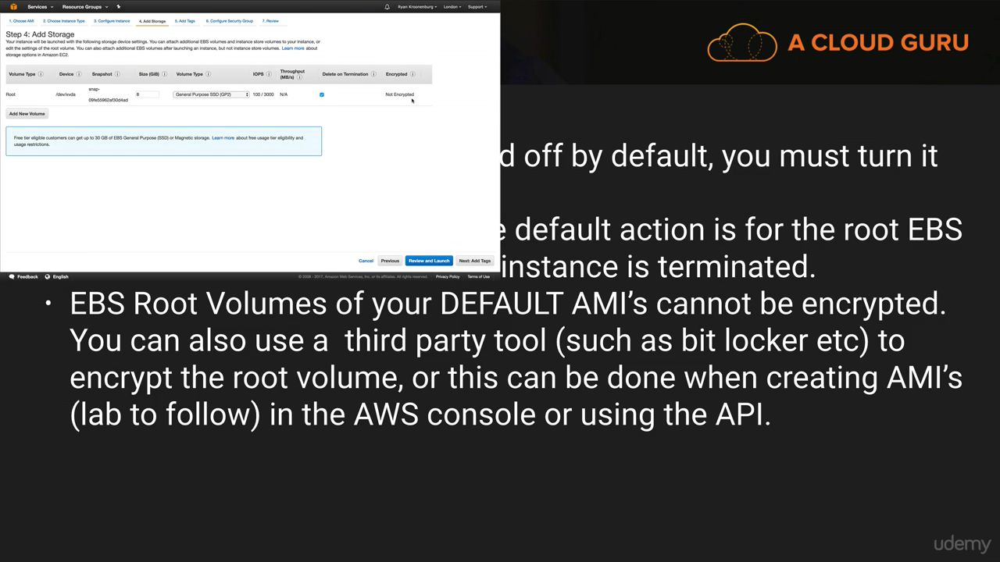 Services
Resource Groups
Ryan Kroonenburg
London
Support
1. Choose AMI
2. Choose Instance Type
3. Configure Instance
4. Add Storage
5. Add Tags
6. Configure Security Group
7. Review
Step 4: Add Storage
Your instance will be launched with the following storage device settings. You can attach additional EBS volumes and instance store volumes to your instance, or
edit the settings of the root volume. You can also attach additional EBS volumes after launching an instance, but not instance store volumes. Learn more about
storage options in Amazon EC2.
Volume Type
Device
Snapshot
Size (GiB)
Volume Type
IOPS
Throughput
(MB/s)
Delete on Termination
Encrypted
Root
/dev/xvda
snap-
09fe55962af30d4ad
8
General Purpose SSD (GP2)
100 / 3000
N/A
Not Encrypted
Add New Volume
Free tier eligible customers can get up to 30 GB of EBS General Purpose (SSD) or Magnetic storage. Learn more about free usage tier eligibility and
usage restrictions.
Cancel
Previous
Review and Launch
Next: Add Tags
Feedback
English
© 2008 - 2017, Amazon Web Services, Inc. or its affiliates. All rights reserved.
Privacy Policy
Terms of Use
A CLOUD GURU
d off by default, you must turn it
e default action is for the root EBS
instance is terminated.
• EBS Root Volumes of your DEFAULT AMI's cannot be encrypted.
You can also use a third party tool (such as bit locker etc) to
encrypt the root volume, or this can be done when creating AMI's
(lab to follow) in the AWS console or using the API.
udemy